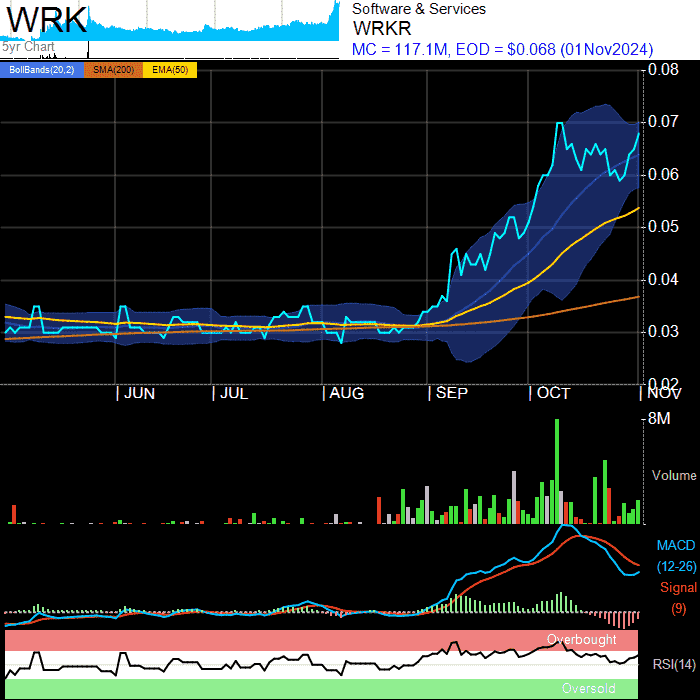 WRK
5yr Chart
Software & Services
WRKR
MC = 117.1M, EOD = $0.068 (01Nov2024)
BollBands(20,2) SMA(200) EMA(50)
0.08
0.07
0.06
0.05
0.04
0.03
0.02
JUN JUL AUG SEP OCT NOV
8M
Volume
MACD
(12-26)
Signal
(9)
Overbought
RSI(14)
Oversold